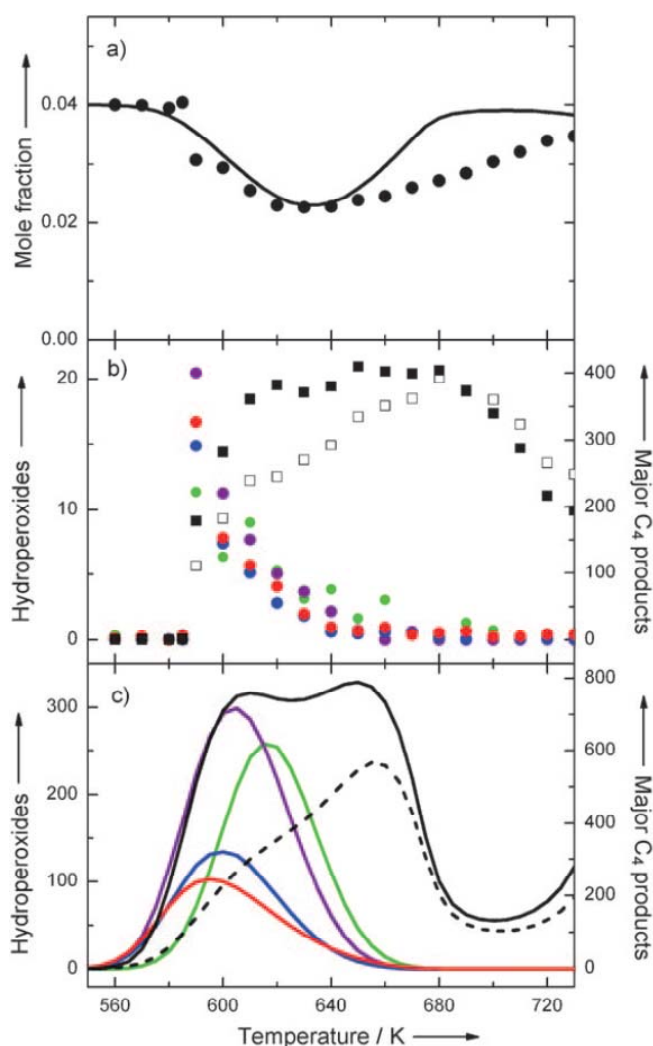 a)
0.04
0.02
0.00
Mole fraction ⟶
b)
20
10
0
Hydroperoxides ⟶
400
300
200
100
0
Major C₄ products ⟶
c)
300
200
100
0
Hydroperoxides ⟶
800
600
400
200
0
Major C₄ products ⟶
560 600 640 680 720
Temperature / K ⟶